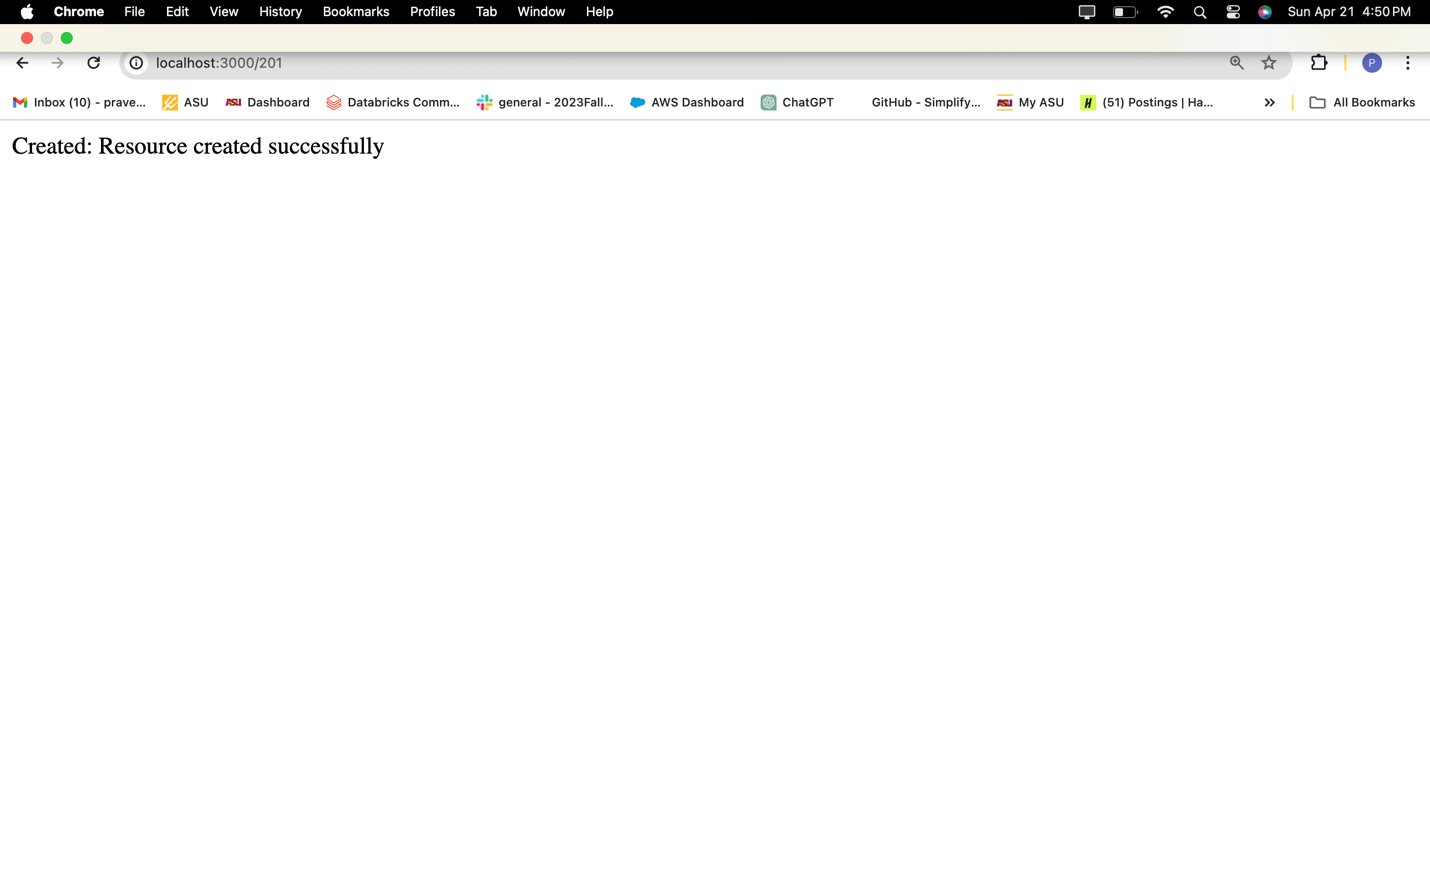 Chrome File Edit View History Bookmarks Profiles Tab Window Help Sun Apr 21 4:50 PM
localhost:3000/201 P
Inbox (10) - prave... ASU ASU Dashboard Databricks Comm... general - 2023Fall... AWS Dashboard ChatGPT GitHub - Simplify... ASU My ASU H (51) Postings | Ha... » All Bookmarks
Created: Resource created successfully